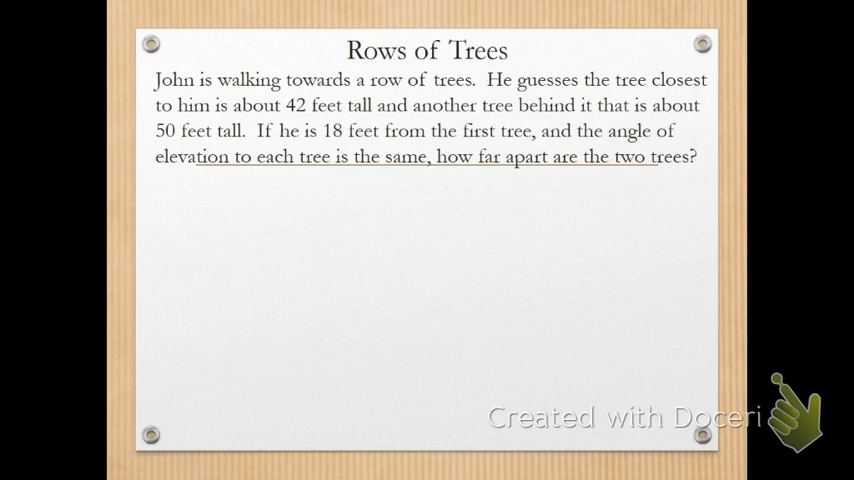 Rows of Trees
John is walking towards a row of trees. He guesses the tree closest
to him is about 42 feet tall and another tree behind it that is about
50 feet tall. If he is 18 feet from the first tree, and the angle of
elevation to each tree is the same, how far apart are the two trees?
Created with Doceri